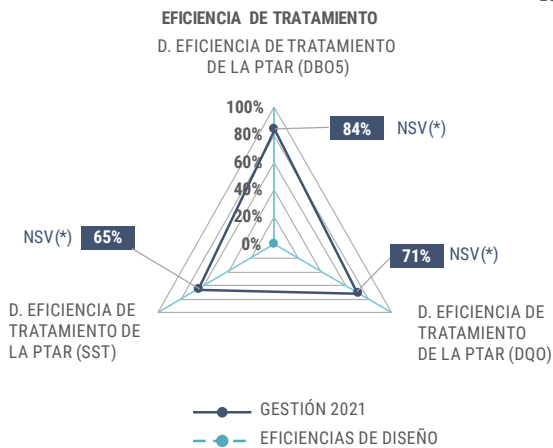 EFICIENCIA DE TRATAMIENTO
D. EFICIENCIA DE TRATAMIENTO
DE LA PTAR (DBO5)
100%
84% NSV(*)
80%
60%
40%
20%
0%
NSV(*) 65%
71% NSV(*)
D. EFICIENCIA DE
TRATAMIENTO DE
LA PTAR (SST)
D. EFICIENCIA DE
TRATAMIENTO
DE LA PTAR (DQO)
GESTIÓN 2021
EFICIENCIAS DE DISEÑO